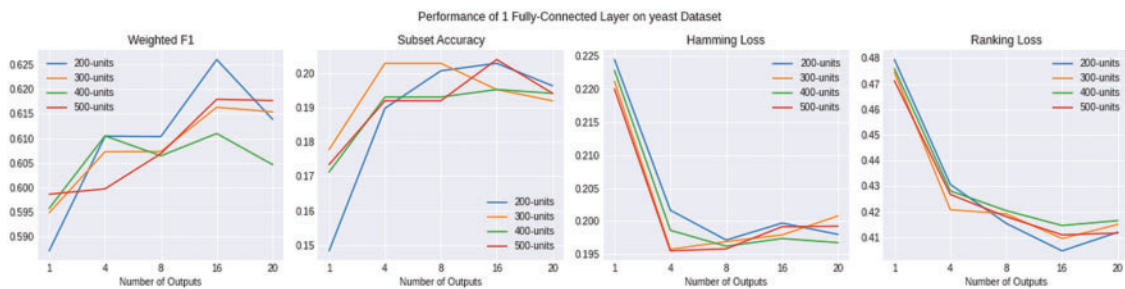 Performance of 1 Fully-Connected Layer on yeast Dataset
Weighted F1
0.625
0.620
0.615
0.610
0.605
0.600
0.595
0.590
200-units
300-units
400-units
500-units
1 4 8 16 20
Number of Outputs
Subset Accuracy
0.20
0.19
0.18
0.17
0.16
0.15
200-units
300-units
400-units
500-units
1 4 8 16 20
Number of Outputs
Hamming Loss
0.225
0.220
0.215
0.210
0.205
0.200
0.195
200-units
300-units
400-units
500-units
1 4 8 16 20
Number of Outputs
Ranking Loss
0.48
0.47
0.46
0.45
0.44
0.43
0.42
0.41
200-units
300-units
400-units
500-units
1 4 8 16 20
Number of Outputs